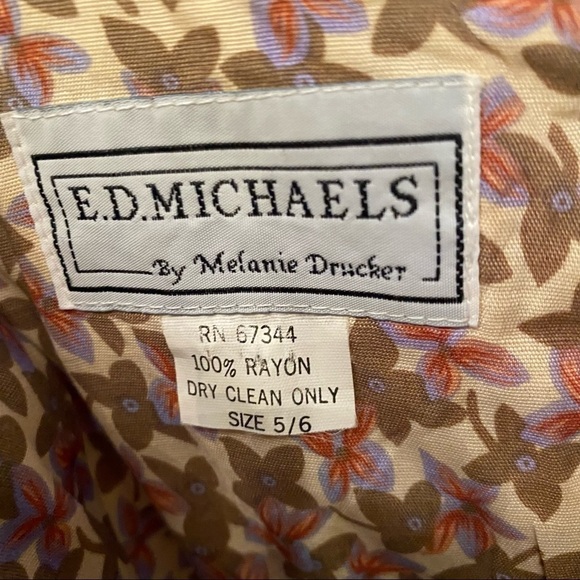 E.D.MICHAELS
By Melanie Drucker
RN 67344
100% RAYON
DRY CLEAN ONLY
SIZE 5/6